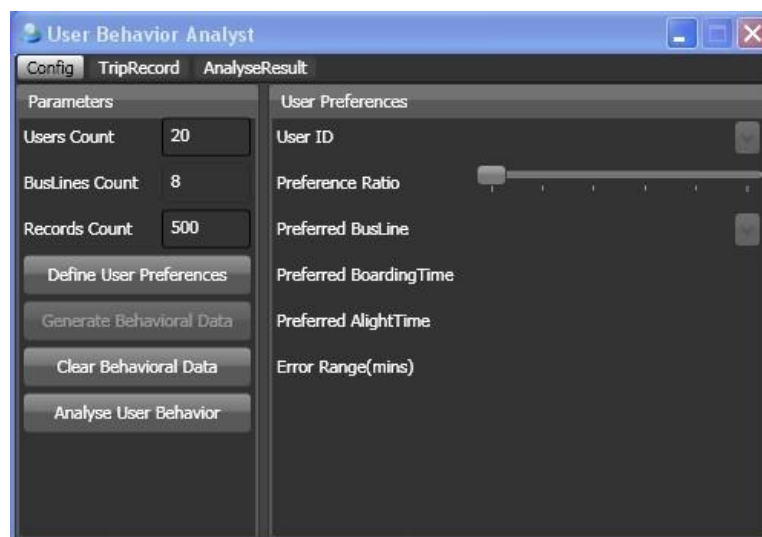 User Behavior Analyst
Config TripRecord AnalyseResult
Parameters
Users Count 20
BusLines Count 8
Records Count 500
Define User Preferences
Generate Behavioral Data
Clear Behavioral Data
Analyse User Behavior
User Preferences
User ID
Preference Ratio
Preferred BusLine
Preferred BoardingTime
Preferred AlightTime
Error Range(mins)